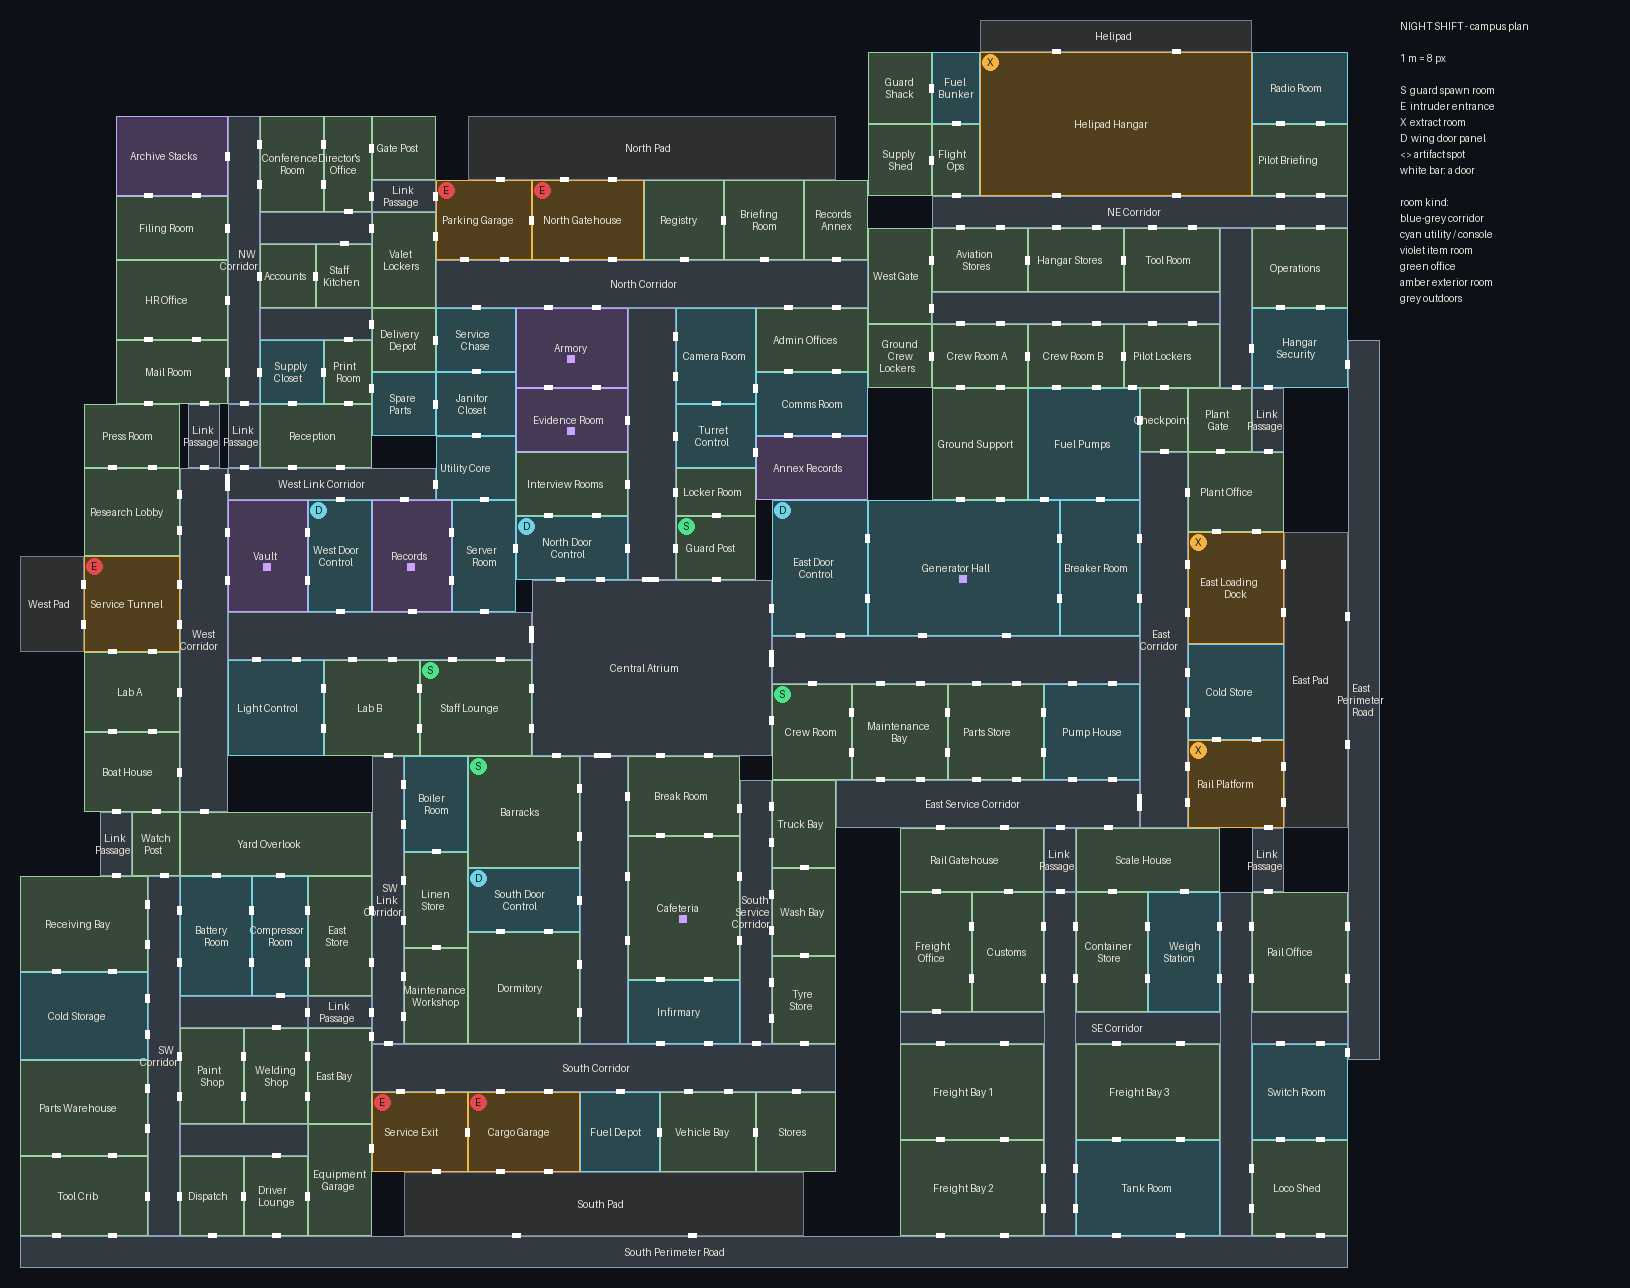 NIGHT SHIFT - campus plan
1 m = 8 px
S guard spawn room
E intruder entrance
X extract room
D wing door panel
<> artifact spot
white bar: a door
room kind:
blue-grey corridor
cyan utility / console
violet item room
green office
amber exterior room
grey outdoors
Helipad
Guard
Shack
Fuel
Bunker
X
Helipad Hangar
Radio Room
Supply
Shed
Flight
Ops
Pilot Briefing
NE Corridor
Archive Stacks
Conference
Room
Director's
Office
Gate Post
North Pad
Link
Passage
E
Parking Garage
E
North Gatehouse
Registry
Briefing
Room
Records
Annex
Filing Room
NW
Corridor
Valet
Lockers
Accounts
Staff
Kitchen
North Corridor
West Gate
Aviation
Stores
Hangar Stores
Tool Room
Operations
HR Office
Delivery
Depot
Service
Chase
Armory
Camera Room
Admin Offices
Ground
Crew
Lockers
Crew Room A
Crew Room B
Pilot Lockers
Hangar
Security
Mail Room
Supply
Closet
Print
Room
Spare
Parts
Janitor
Closet
Evidence Room
Turret
Control
Comms Room
Press Room
Link
Passage
Link
Passage
Reception
Utility Core
Interview Rooms
Locker Room
Annex Records
Ground Support
Fuel Pumps
Checkpoint
Plant
Gate
Link
Passage
West Link Corridor
Research Lobby
Vault
D
West Door
Control
Records
Server
Room
D
North Door
Control
S
Guard Post
D
East Door
Control
Generator Hall
Breaker Room
Plant Office
West Pad
E
Service Tunnel
West
Corridor
Central Atrium
East
Corridor
X
East Loading
Dock
East Pad
East
Perimeter
Road
Lab A
Light Control
Lab B
S
Staff Lounge
S
Crew Room
Maintenance
Bay
Parts Store
Pump House
Cold Store
Boat House
X
Rail Platform
Boiler
Room
S
Barracks
Break Room
East Service Corridor
Truck Bay
Link
Passage
Watch
Post
Yard Overlook
Rail Gatehouse
Link
Passage
Scale House
Link
Passage
Receiving Bay
Battery
Room
Compressor
Room
East
Store
SW
Link
Corridor
Linen
Store
D
South Door
Control
Cafeteria
South
Service
Corridor
Wash Bay
Freight
Office
Customs
Container
Store
Weigh
Station
Rail Office
Cold Storage
Link
Passage
Maintenance
Workshop
Dormitory
Infirmary
Tyre
Store
SE Corridor
SW
Corridor
Paint
Shop
Welding
Shop
East Bay
South Corridor
Parts Warehouse
E
Service Exit
E
Cargo Garage
Fuel Depot
Vehicle Bay
Stores
Freight Bay 1
Freight Bay 3
Switch Room
Tool Crib
Dispatch
Driver
Lounge
Equipment
Garage
South Pad
Freight Bay 2
Tank Room
Loco Shed
South Perimeter Road